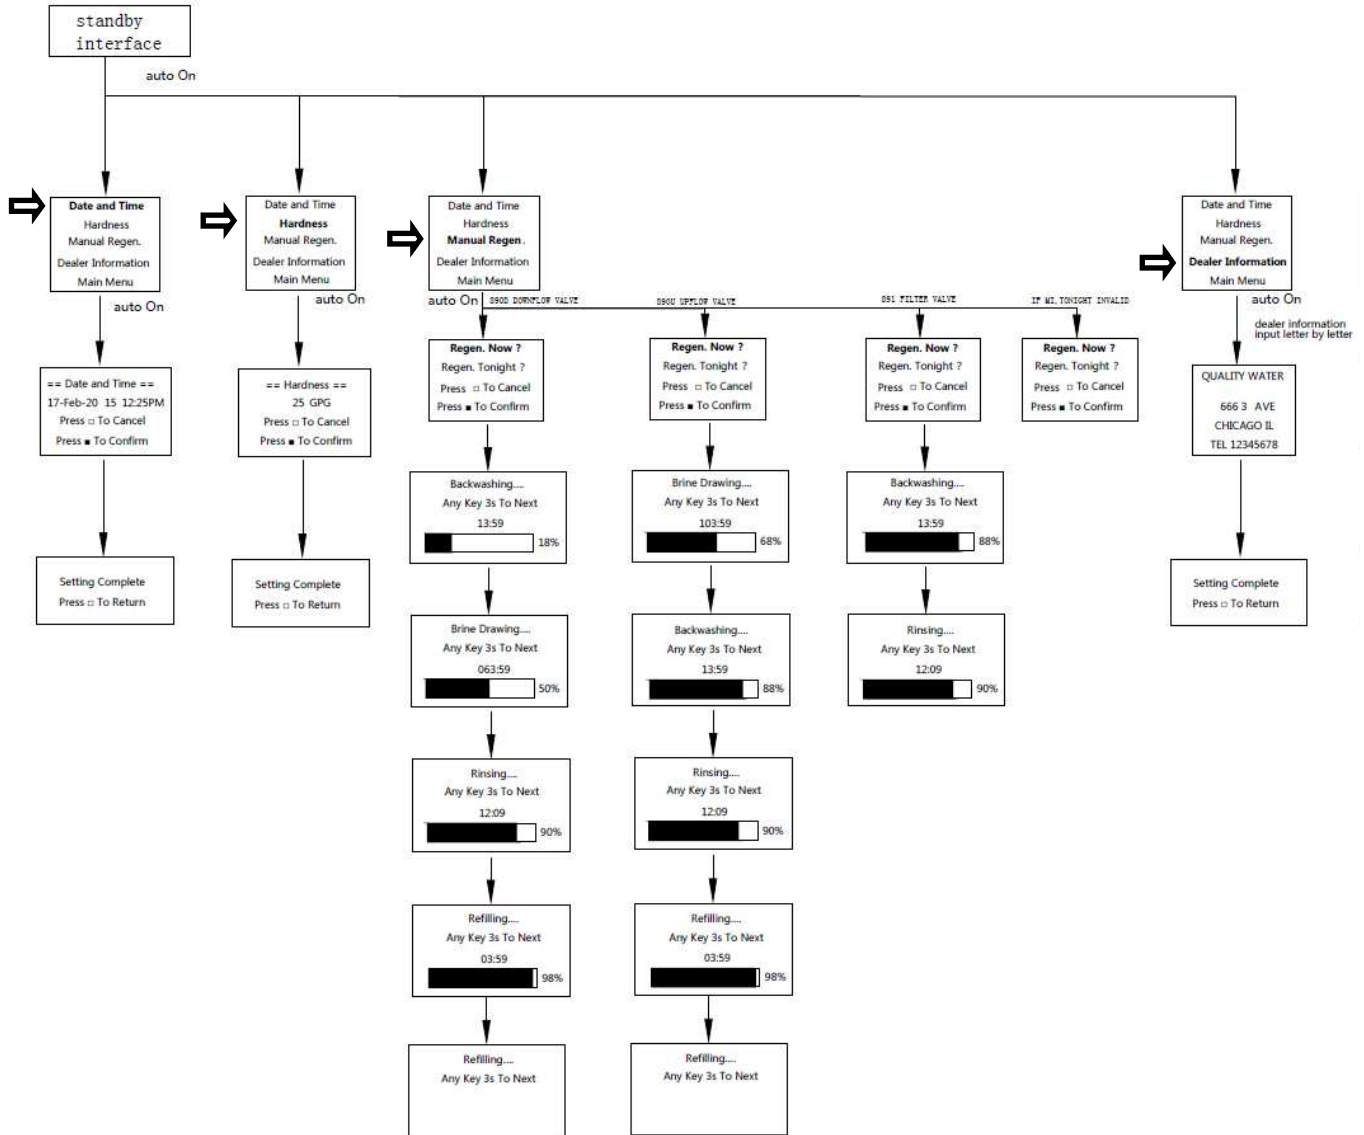 standby
interface
auto On
Date and Time
Hardness
Manual Regen.
Dealer Information
Main Menu
auto On
== Date and Time ==
17-Feb-20 15 12:25PM
Press □ To Cancel
Press ■ To Confirm
Setting Complete
Press □ To Return
Date and Time
Hardness
Manual Regen.
Dealer Information
Main Menu
auto On
== Hardness ==
25 GPG
Press □ To Cancel
Press ■ To Confirm
Setting Complete
Press □ To Return
Date and Time
Hardness
Manual Regen.
Dealer Information
Main Menu
auto On
S90D DOWNFLOW VALVE
Regen. Now ?
Regen. Tonight ?
Press □ To Cancel
Press ■ To Confirm
Backwashing....
Any Key 3s To Next
13:59
18%
Brine Drawing....
Any Key 3s To Next
063:59
50%
Rinsing....
Any Key 3s To Next
12:09
90%
Refilling....
Any Key 3s To Next
03:59
98%
Refilling....
Any Key 3s To Next
S90U UPFLOW VALVE
Regen. Now ?
Regen. Tonight ?
Press □ To Cancel
Press ■ To Confirm
Brine Drawing....
Any Key 3s To Next
103:59
68%
Backwashing....
Any Key 3s To Next
13:59
88%
Rinsing....
Any Key 3s To Next
12:09
90%
Refilling....
Any Key 3s To Next
03:59
98%
Refilling....
Any Key 3s To Next
S91 FILTER VALVE
Regen. Now ?
Regen. Tonight ?
Press □ To Cancel
Press ■ To Confirm
Backwashing....
Any Key 3s To Next
13:59
88%
Rinsing....
Any Key 3s To Next
12:09
90%
IF MI,TONIGHT INVALID
Regen. Now ?
Regen. Tonight ?
Press □ To Cancel
Press ■ To Confirm
Date and Time
Hardness
Manual Regen.
Dealer Information
Main Menu
auto On
dealer information
input letter by letter
QUALITY WATER
666 3 AVE
CHICAGO IL
TEL 12345678
Setting Complete
Press □ To Return